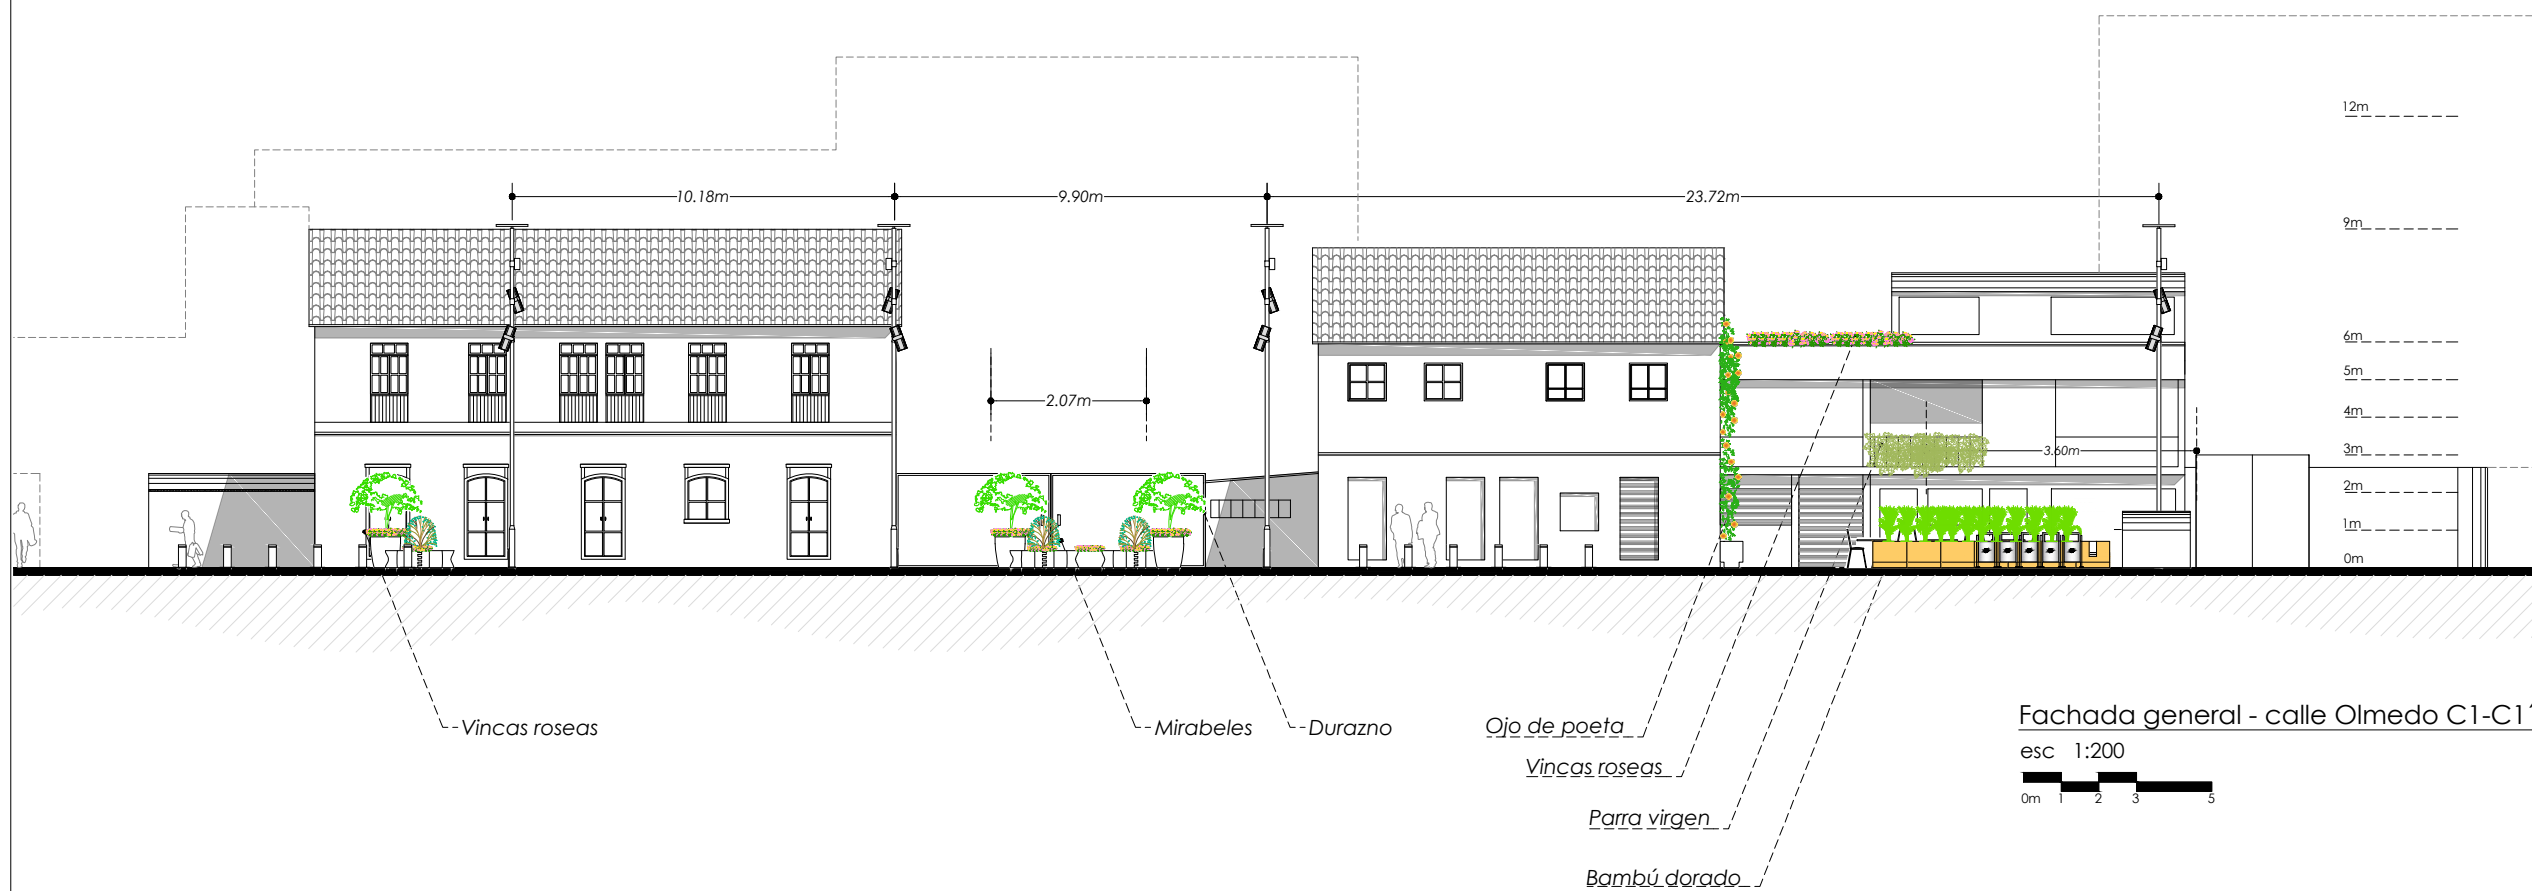 12m
10.18m
9.90m
23.72m
9m
6m
5m
2.07m
4m
3.60m
3m
2m
1m
0m
Vincas roseas
Mirabeles
Durazno
Ojo de poeta
Fachada general - calle Olmedo C1-C1´
esc 1:200
Vincas roseas
0m 1 2 3 5
Parra virgen
Bambú dorado